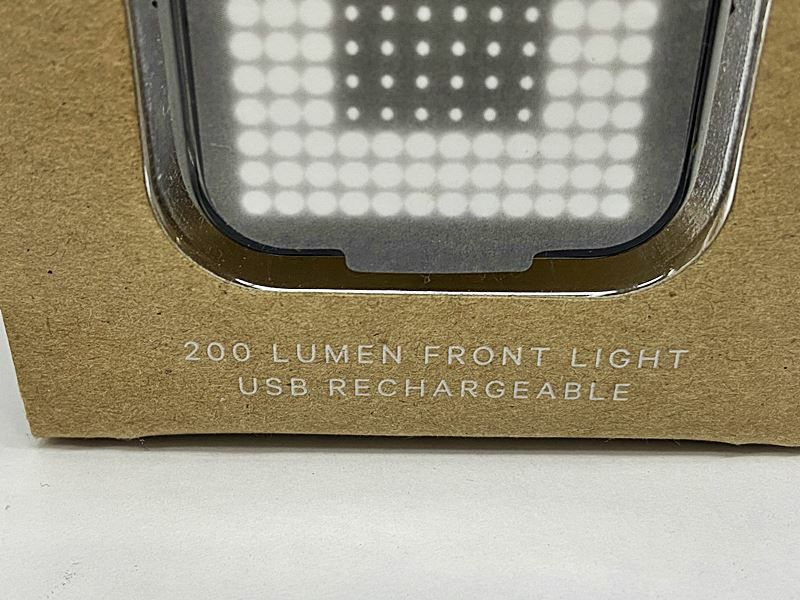 200 LUMEN FRONT LIGHT
USB RECHARGEABLE